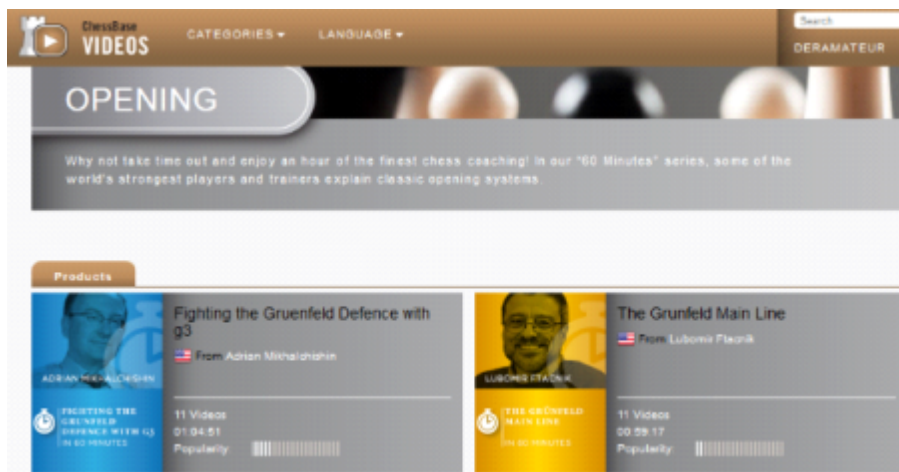 ChessBase
VIDEOS
CATEGORIES
LANGUAGE
Search
DERAMATEUR
OPENING
Why not take time out and enjoy an hour of the finest chess coaching! In our "60 Minutes" series, some of the
world's strongest players and trainers explain classic opening systems.
Products
Fighting the Gruenfeld Defence with
g3
From Adrian Mikhalchishin
ADRIAN MIKHALCHISHIN
FIGHTING THE
GRUNFELD
DEFENCE WITH G3
IN 60 MINUTES
11 Videos
01:04:51
Popularity:
The Grunfeld Main Line
From Lubomir Ftacnik
LUBOMIR FTACNIK
THE GRÜNFELD
MAIN LINE
IN 60 MINUTES
11 Videos
00:59:17
Popularity: